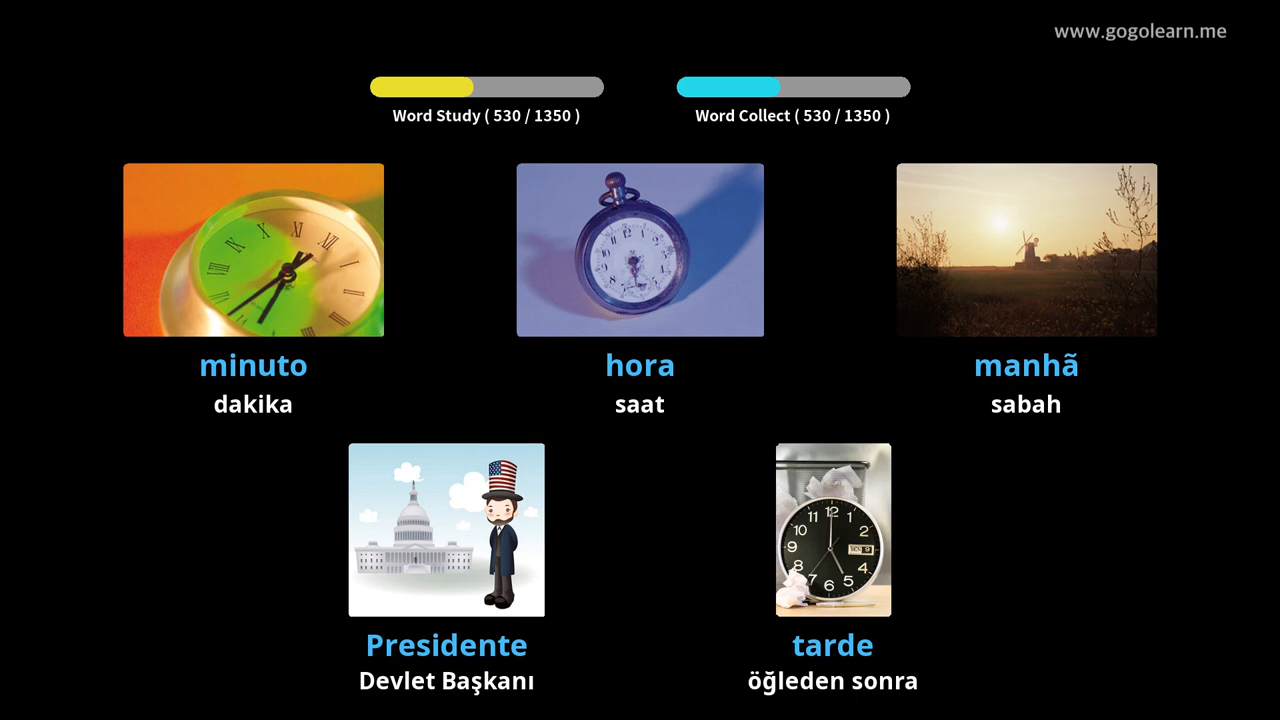 www.gogolearn.me
Word Study ( 530 / 1350 )
Word Collect ( 530 / 1350 )
minuto
dakika
hora
saat
manhã
sabah
Presidente
Devlet Başkanı
tarde
öğleden sonra